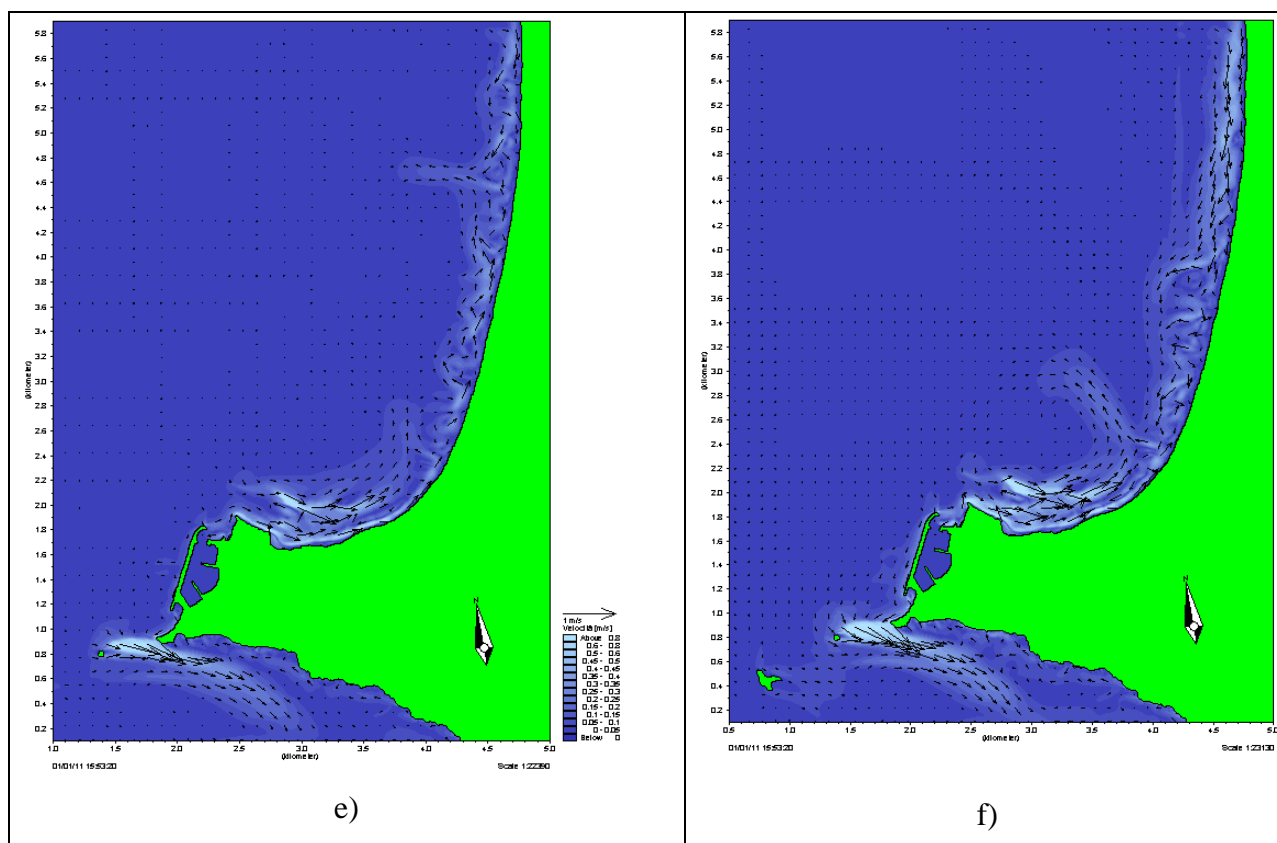 5.8
5.6
5.4
5.2
5.0
4.8
4.6
4.4
4.2
4.0
3.8
3.6
3.4
3.2
3.0
2.8
2.6
2.4
2.2
2.0
1.8
1.6
1.4
1.2
1.0
0.8
0.6
0.4
0.2
(kilometer)
N
1 m/s
Velocità [m/s]
Above 0.8
0.6 - 0.8
0.5 - 0.6
0.45 - 0.5
0.4 - 0.45
0.35 - 0.4
0.3 - 0.35
0.25 - 0.3
0.2 - 0.25
0.15 - 0.2
0.1 - 0.15
0.05 - 0.1
0 - 0.05
Below 0
1.0 1.5 2.0 2.5 3.0 3.5 4.0 4.5 5.0
(kilometer)
01/01/11 15:53:20 Scale 1:22390
e)
5.8
5.6
5.4
5.2
5.0
4.8
4.6
4.4
4.2
4.0
3.8
3.6
3.4
3.2
3.0
2.8
2.6
2.4
2.2
2.0
1.8
1.6
1.4
1.2
1.0
0.8
0.6
0.4
0.2
(kilometer)
N
0.5 1.0 1.5 2.0 2.5 3.0 3.5 4.0 4.5 5.0
(kilometer)
01/01/11 15:53:20 Scale 1:23130
f)